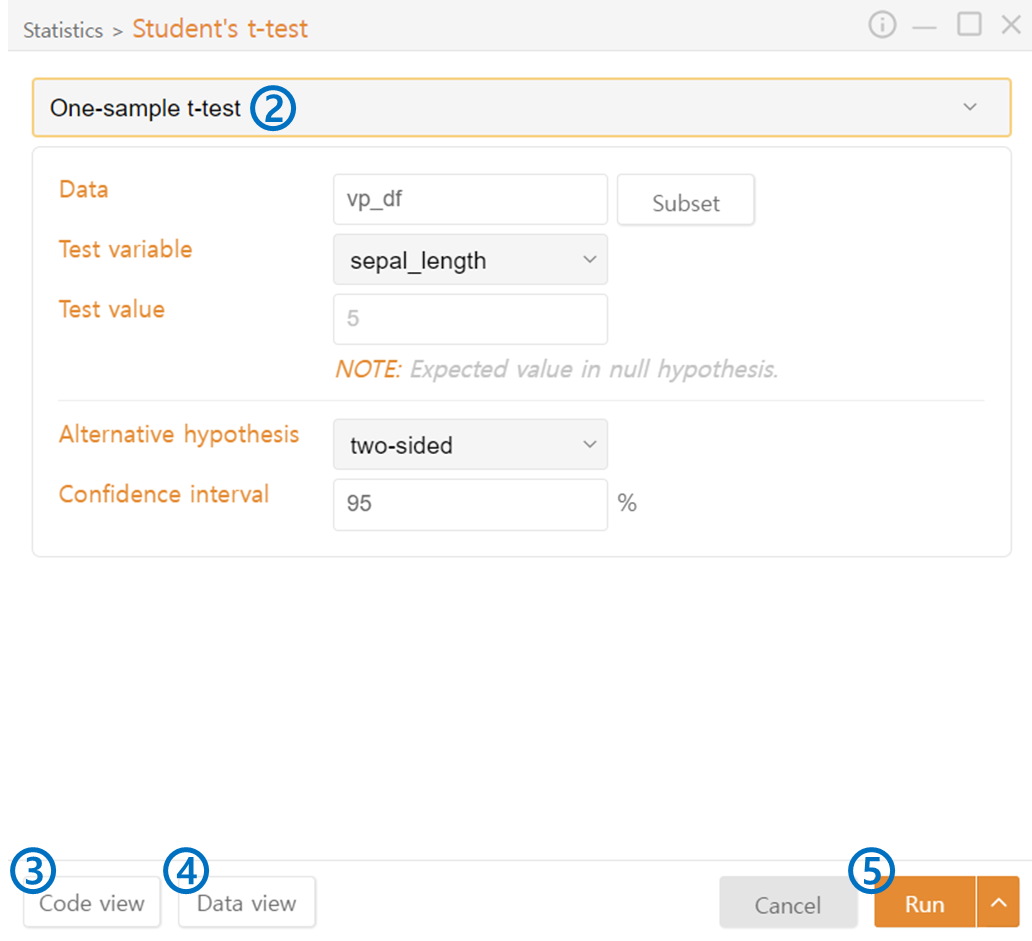 Statistics > Student's t-test
One-sample t-test ②
Data vp_df Subset
Test variable sepal_length
Test value 5
NOTE: Expected value in null hypothesis.
Alternative hypothesis two-sided
Confidence interval 95 %
③ ④ ⑤
Code view Data view Cancel Run